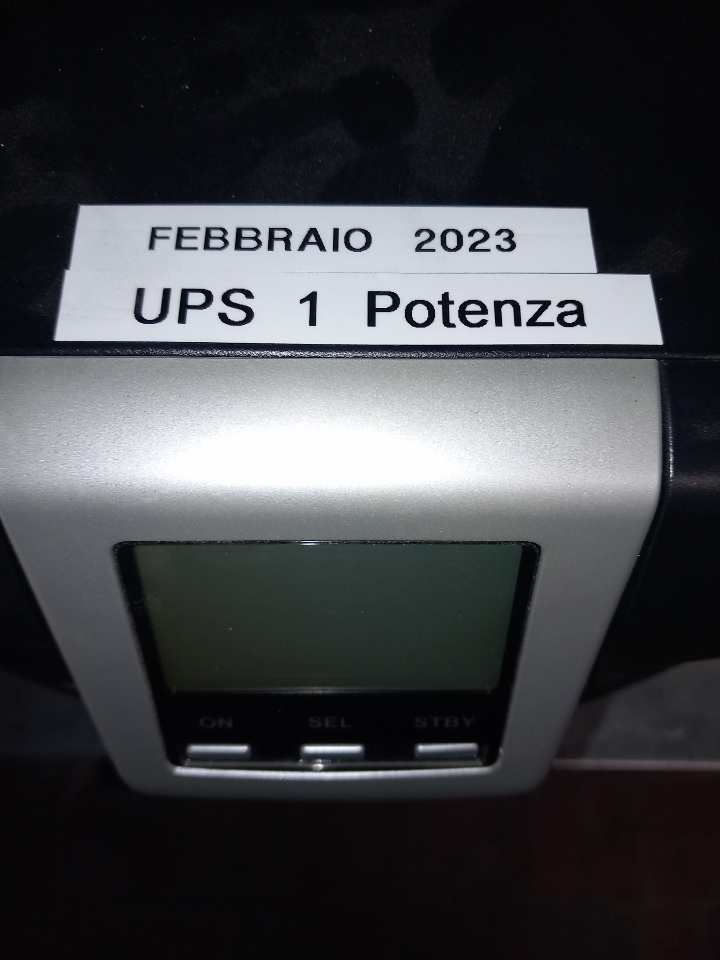 FEBBRAIO 2023
UPS 1 Potenza
ON SEL STBY